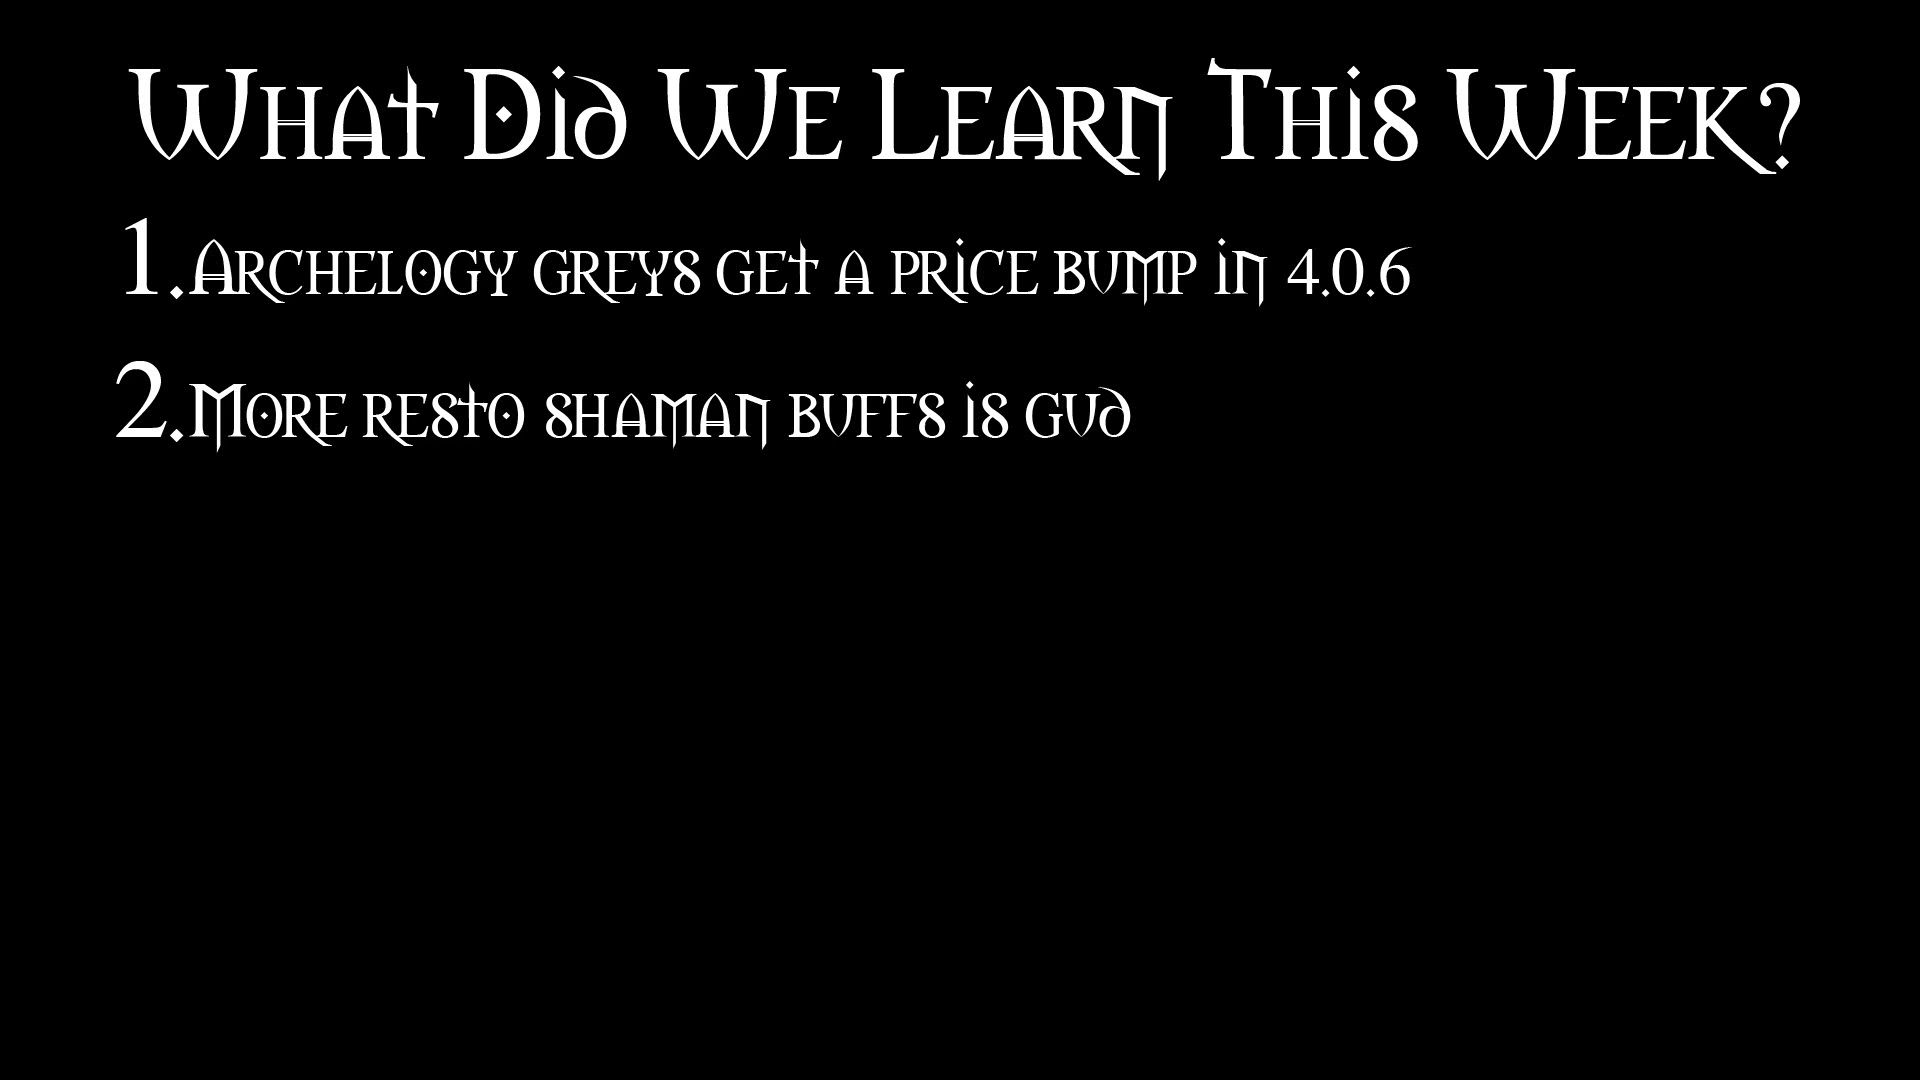 What Did We Learn This Week?
1. Archelogy greys get a price bump in 4.0.6
2. More resto shaman buffs is gud